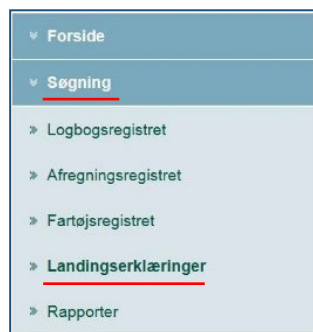 Forside
Søgning
Logbogsregistret
Afregningsregistret
Fartøjsregistret
Landingserklæringer
Rapporter